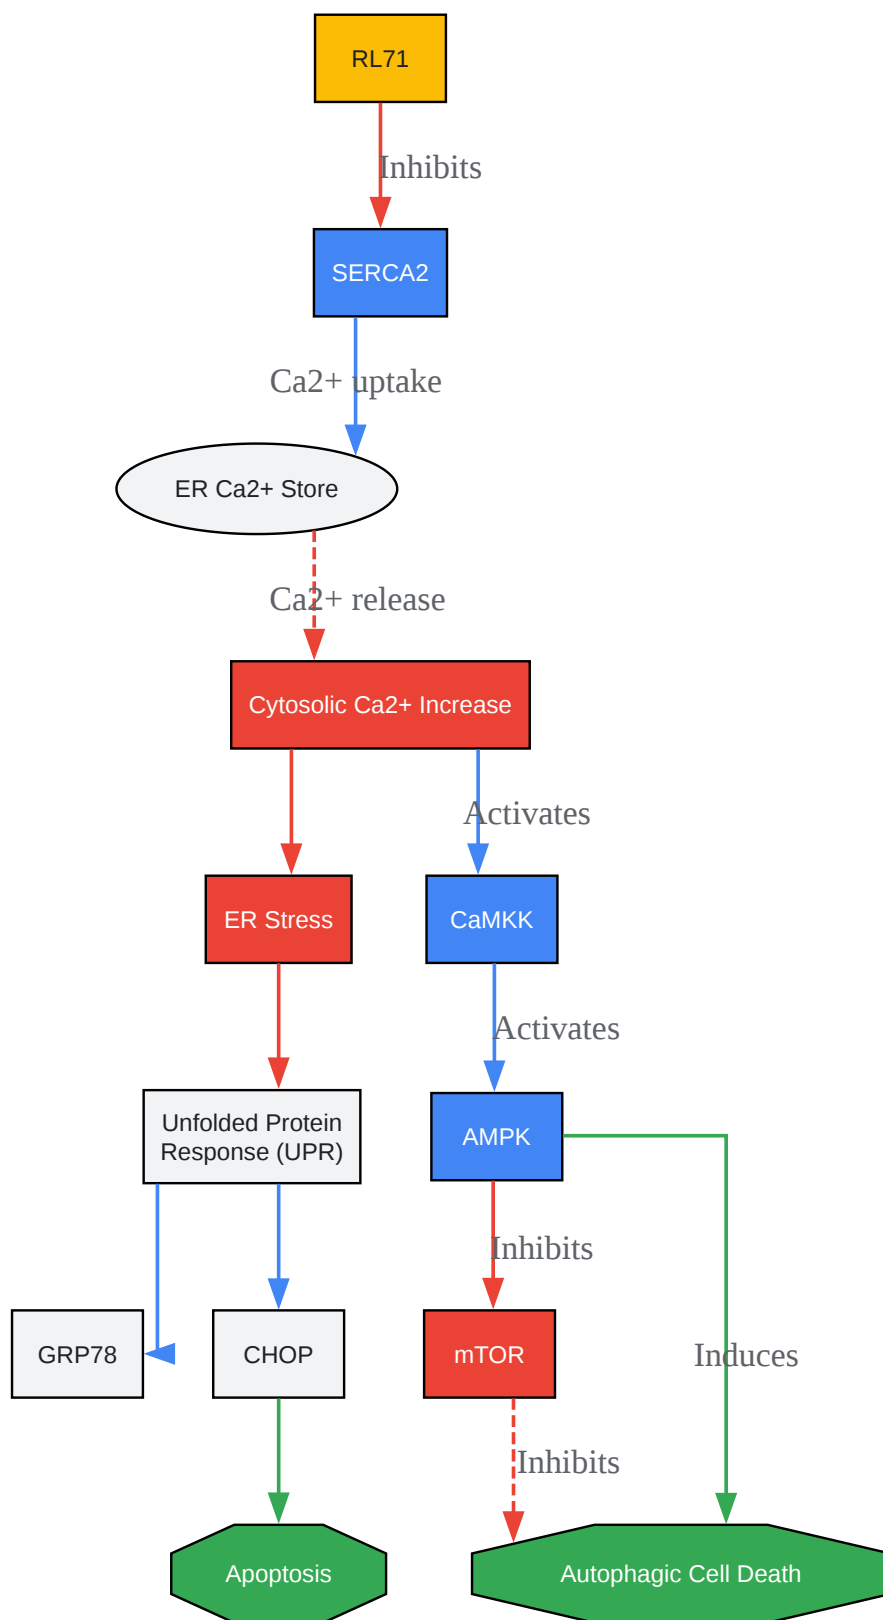 RL71
Inhibits
SERCA2
Ca2+ uptake
ER Ca2+ Store
Ca2+ release
Cytosolic Ca2+ Increase
Activates
ER Stress
CaMKK
Activates
Unfolded Protein
Response (UPR)
AMPK
Inhibits
GRP78
CHOP
mTOR
Induces
Inhibits
Apoptosis
Autophagic Cell Death